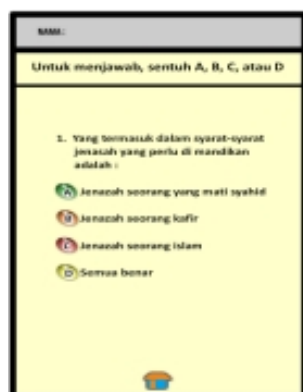 NAMA :
Untuk menjawab, sentuh A, B, C, atau D
1. Yang termasuk dalam syarat-syarat
jenasah yang perlu di mandikan
adalah :
A Jenazah seorang yang mati syahid
B Jenazah seorang kafir
C Jenazah seorang islam
D Semua benar